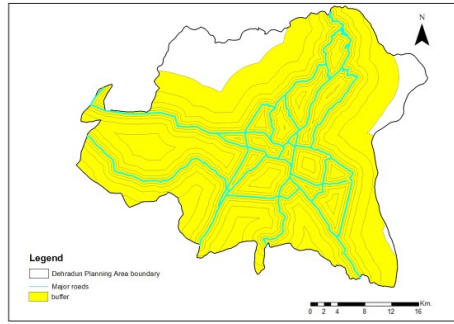 N
Legend
Dehradun Planning Area boundary
Major roads
buffer
0 2 4 8 12 16 Km.